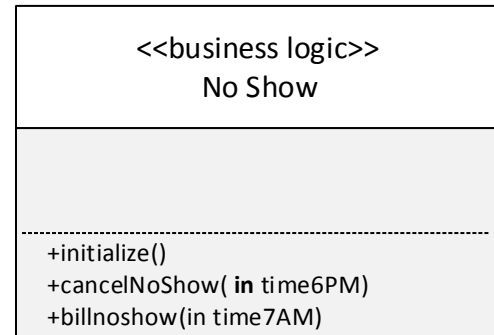 <<business logic>>
No Show
+initialize()
+cancelNoShow( in time6PM)
+billnoshow(in time7AM)